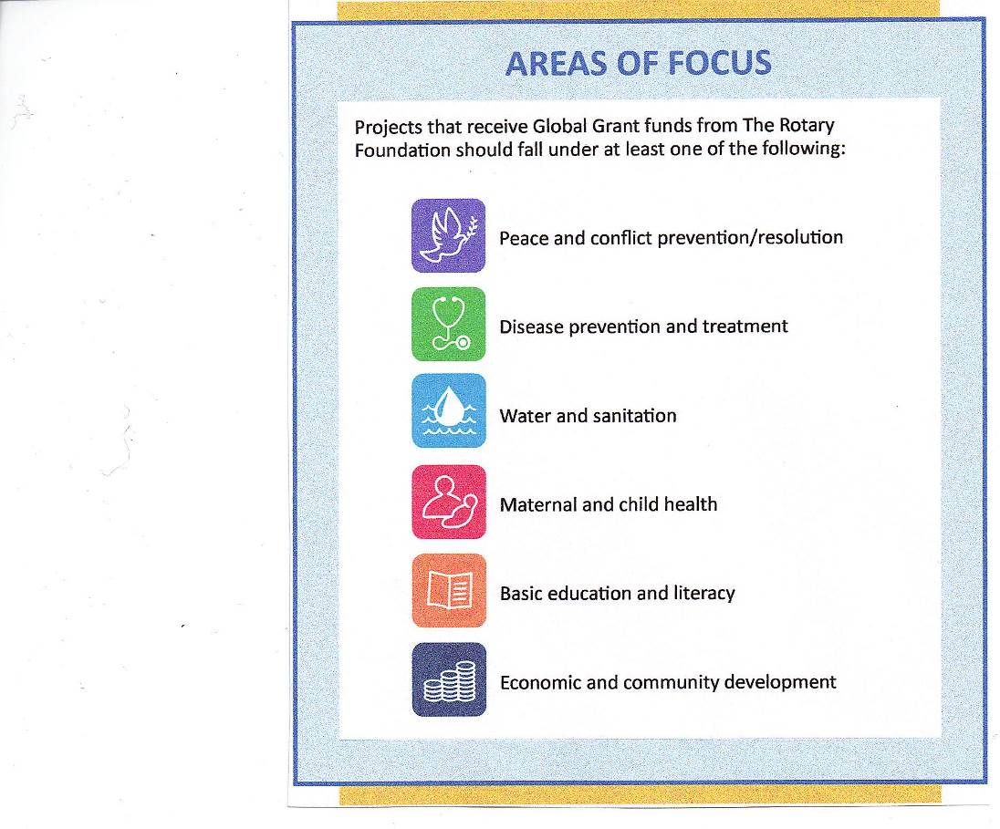 AREAS OF FOCUS
Projects that receive Global Grant funds from The Rotary
Foundation should fall under at least one of the following:
Peace and conflict prevention/resolution
Disease prevention and treatment
Water and sanitation
Maternal and child health
Basic education and literacy
Economic and community development